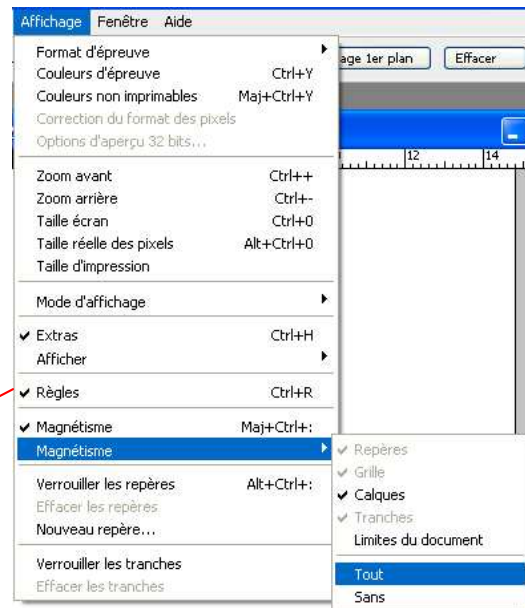 Affichage Fenêtre Aide
age 1er plan Effacer
Format d'épreuve
Couleurs d'épreuve Ctrl+Y
Couleurs non imprimables Maj+Ctrl+Y
Correction du format des pixels
Options d'aperçu 32 bits...
12 14
Zoom avant Ctrl++
Zoom arrière Ctrl+-
Taille écran Ctrl+0
Taille réelle des pixels Alt+Ctrl+0
Taille d'impression
Mode d'affichage
Extras Ctrl+H
Afficher
Règles Ctrl+R
Magnétisme Maj+Ctrl+:
Magnétisme
Verrouiller les repères Alt+Ctrl+:
Effacer les repères
Nouveau repère...
Verrouiller les tranches
Effacer les tranches
Repères
Grille
Calques
Tranches
Limites du document
Tout
Sans